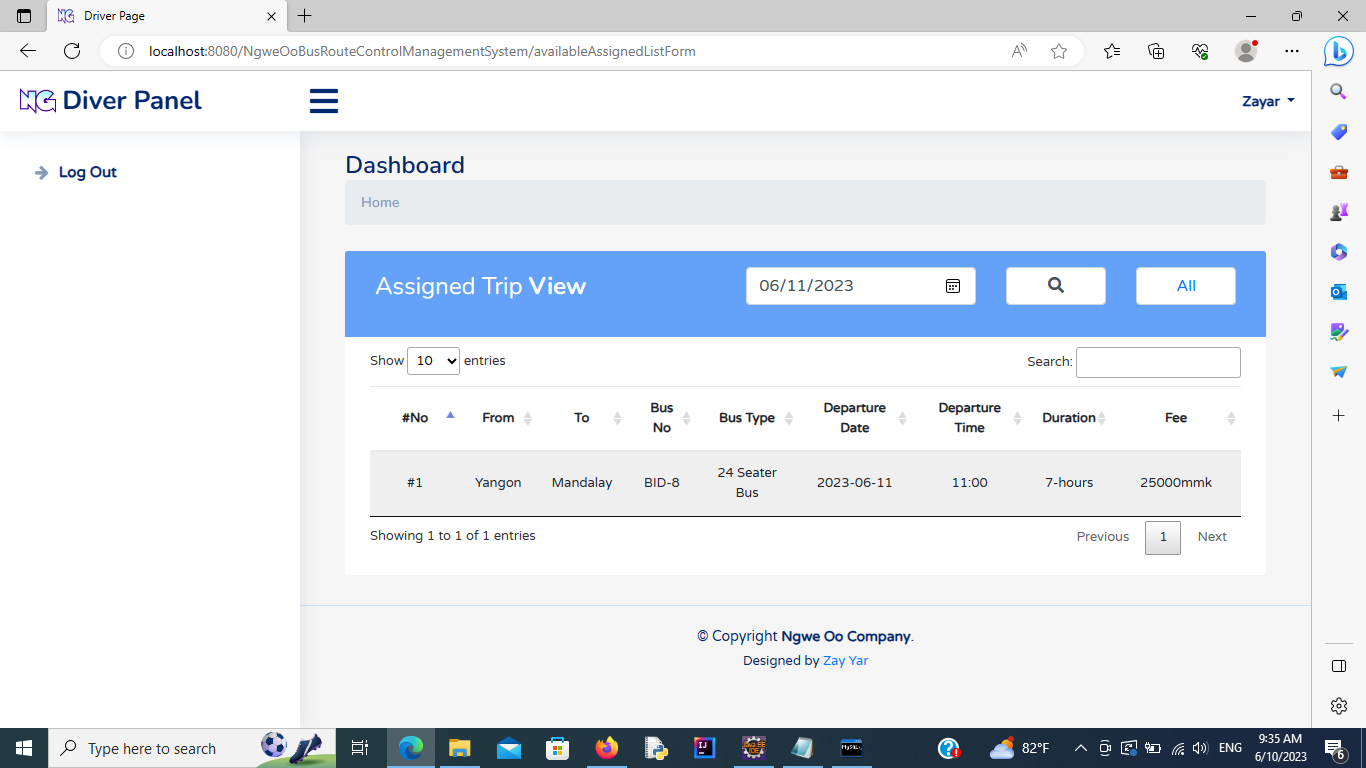 Driver Page
localhost:8080/NgweOoBusRouteControlManagementSystem/availableAssignedListForm
NG Diver Panel
Zayar
Log Out
Dashboard
Home
Assigned Trip View
06/11/2023
All
Show 10 entries
Search:
#No From To Bus No Bus Type Departure Date Departure Time Duration Fee
#1 Yangon Mandalay BID-8 24 Seater Bus 2023-06-11 11:00 7-hours 25000mmk
Showing 1 to 1 of 1 entries
Previous 1 Next
© Copyright Ngwe Oo Company.
Designed by Zay Yar
Type here to search
82°F
ENG
9:35 AM
6/10/2023
6